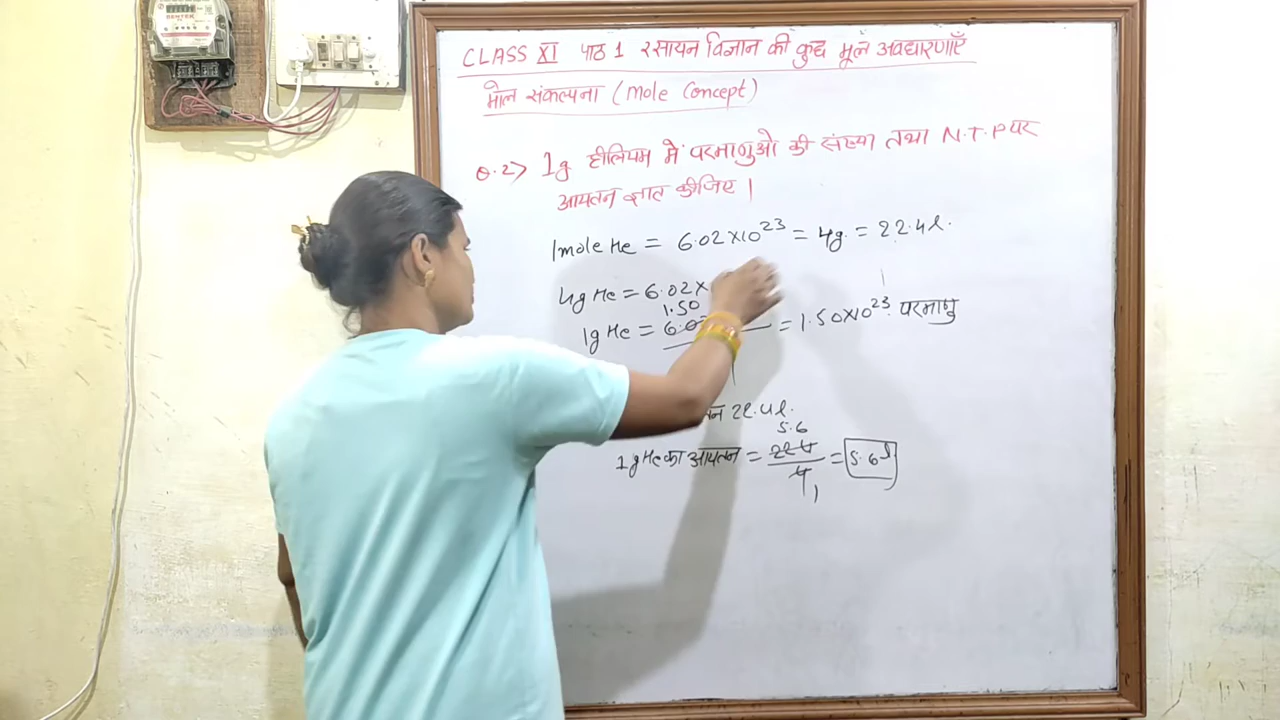 CLASS XI पाठ 1 रसायन विज्ञान की कुछ मूल अवधारणाएँ
मोल संकल्पना (Mole Concept)
Q.2> 1g हीलियम में परमाणुओ की संख्या तथा N.T.P पर
आयतन ज्ञात कीजिए।
1mole He = 6.02×10²³ = 4g = 22.4l.
4g He = 6.02×
1.50
1g He = 6.0 = 1.50×10²³ परमाणु
22.4l.
5.6
1g He का आयतन = 22.4/4 = 5.6l
1